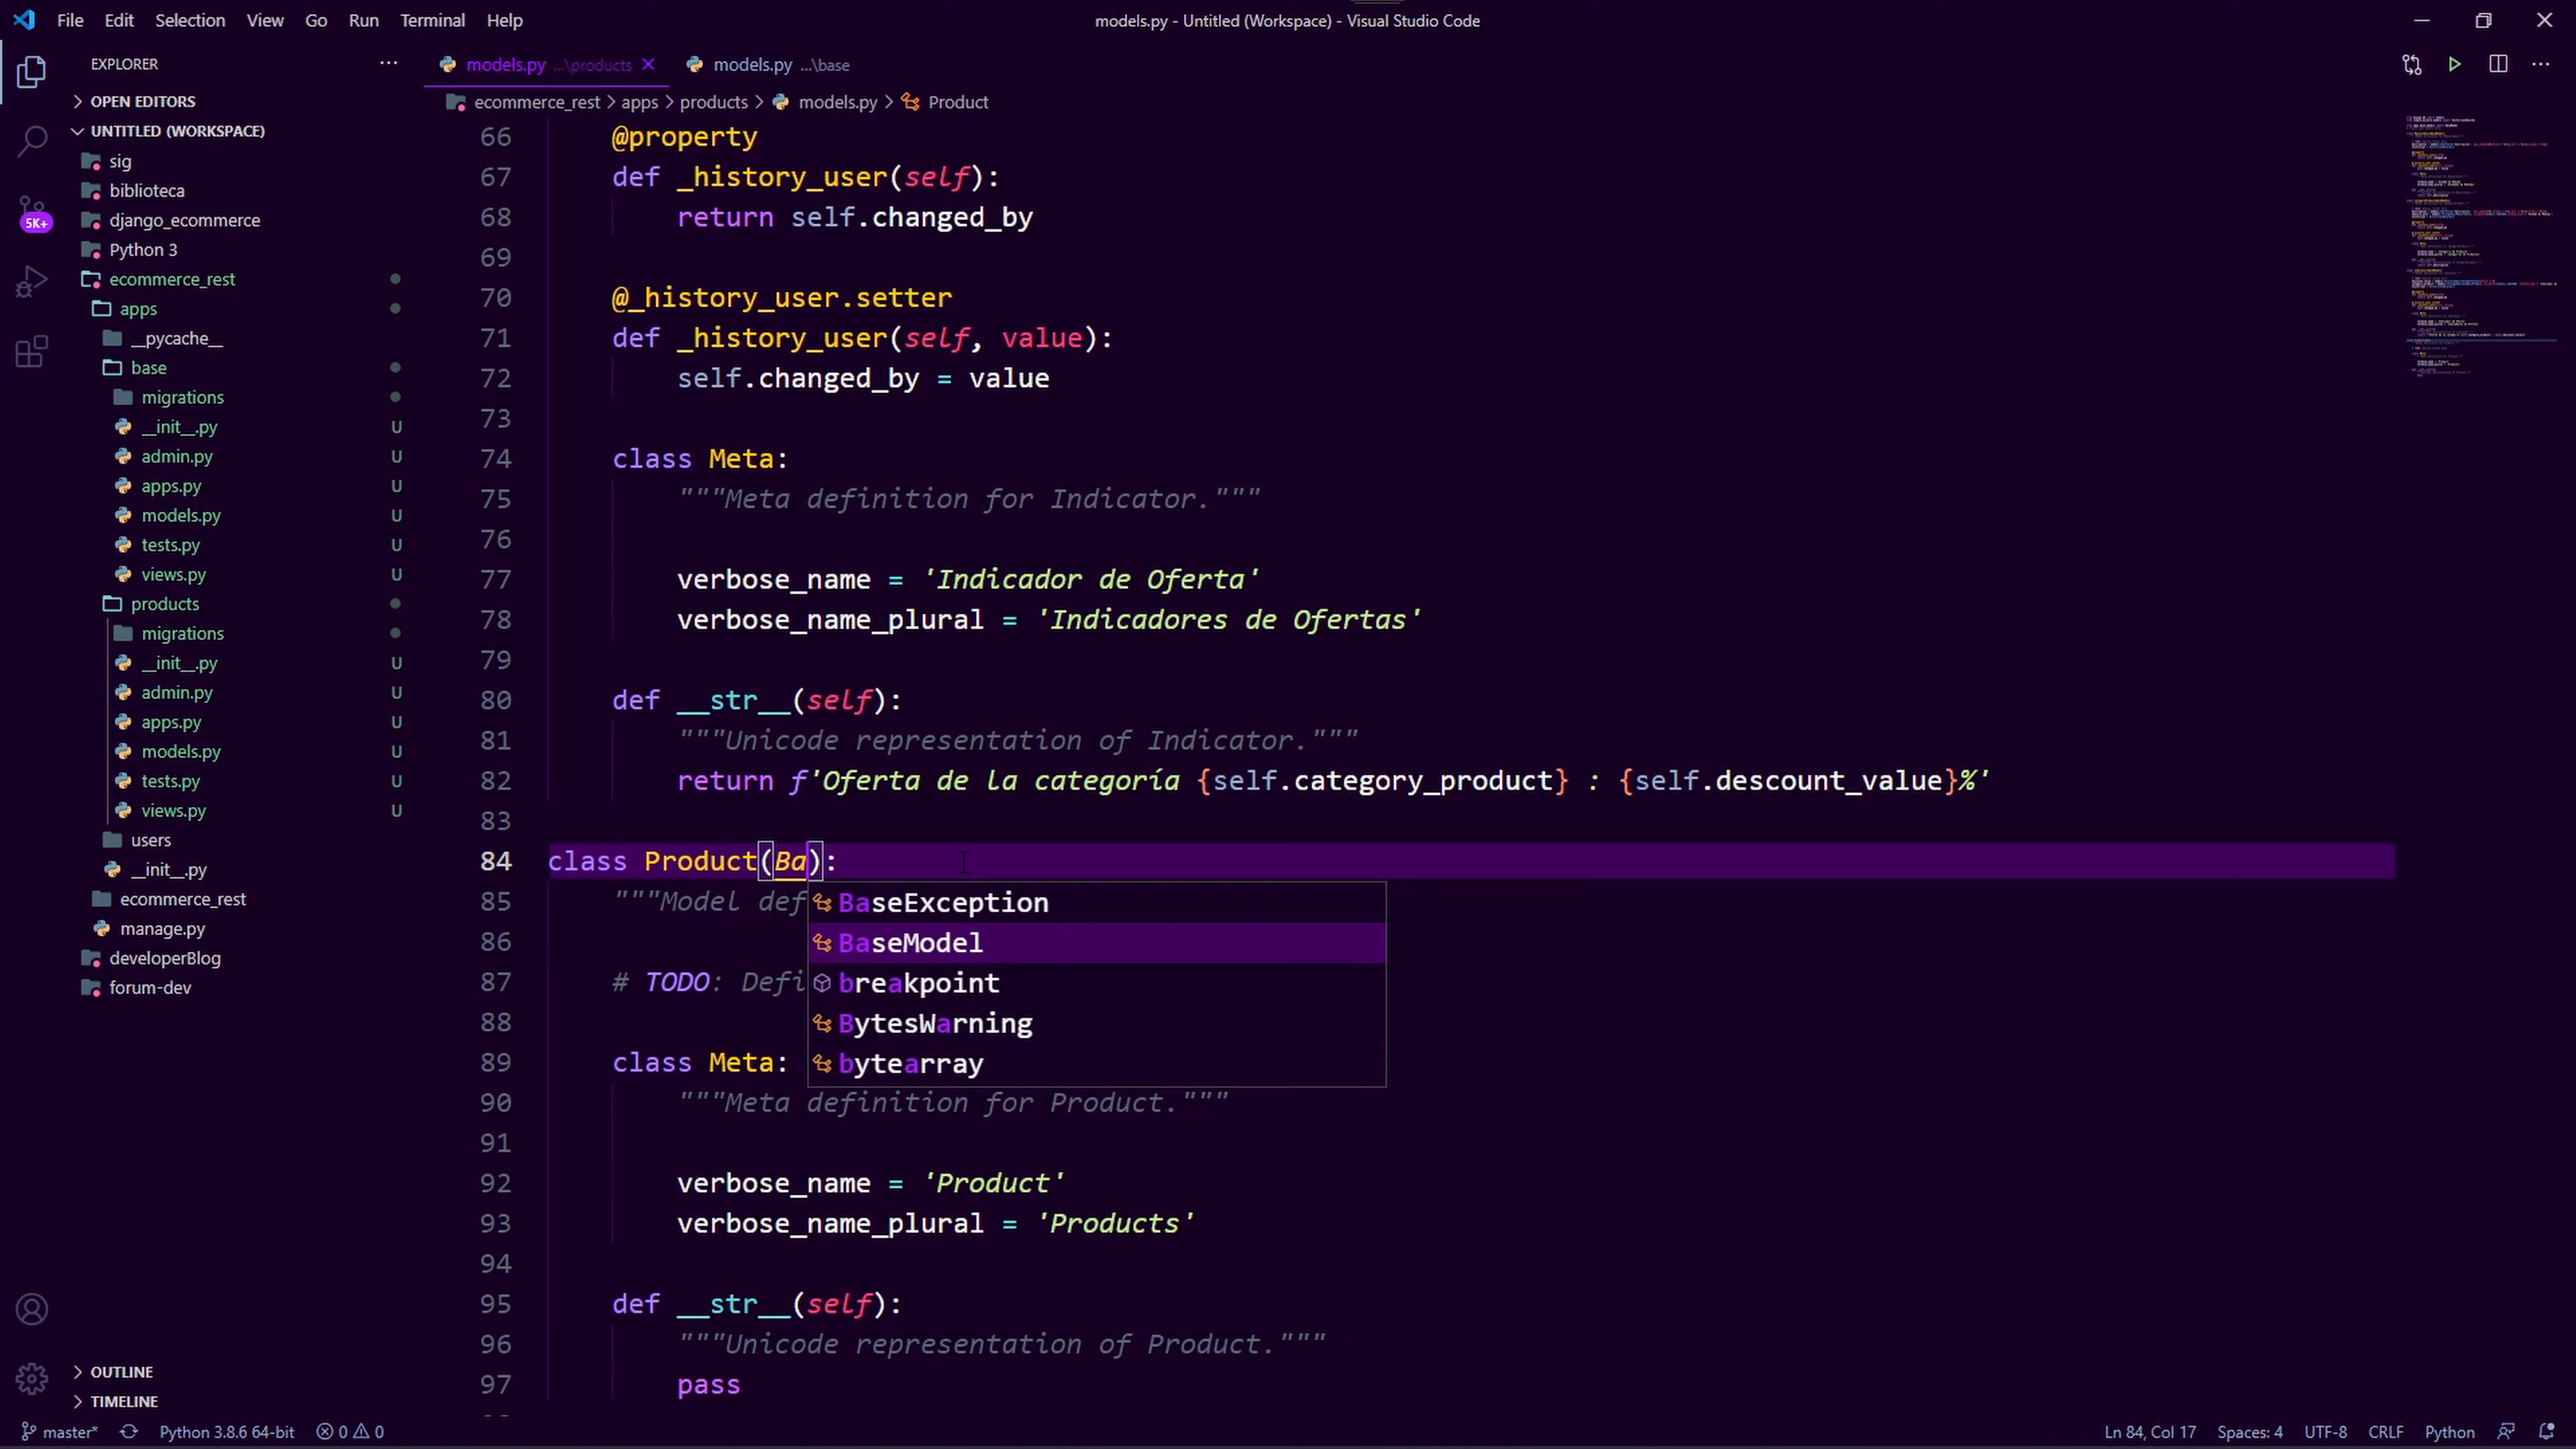 File Edit Selection View Go Run Terminal Help
models.py - Untitled (Workspace) - Visual Studio Code
EXPLORER
OPEN EDITORS
UNTITLED (WORKSPACE)
sig
biblioteca
5K+
django_ecommerce
Python 3
ecommerce_rest
apps
__pycache__
base
migrations
__init__.py U
admin.py U
apps.py U
models.py U
tests.py U
views.py U
products
migrations
__init__.py U
admin.py U
apps.py U
models.py U
tests.py U
views.py U
users
__init__.py
ecommerce_rest
manage.py
developerBlog
forum-dev
OUTLINE
TIMELINE
models.py ...\products models.py ...\base
ecommerce_rest > apps > products > models.py > Product
66 @property
67 def _history_user(self):
68 return self.changed_by
69
70 @_history_user.setter
71 def _history_user(self, value):
72 self.changed_by = value
73
74 class Meta:
75 """Meta definition for Indicator."""
76
77 verbose_name = 'Indicador de Oferta'
78 verbose_name_plural = 'Indicadores de Ofertas'
79
80 def __str__(self):
81 """Unicode representation of Indicator."""
82 return f'Oferta de la categoría {self.category_product} : {self.descount_value}%'
83
84 class Product(Ba):
85 """Model def
BaseException
86
BaseModel
87 # TODO: Defi
breakpoint
88
BytesWarning
89 class Meta:
bytearray
90 """Meta definition for Product."""
91
92 verbose_name = 'Product'
93 verbose_name_plural = 'Products'
94
95 def __str__(self):
96 """Unicode representation of Product."""
97 pass
master* Python 3.8.6 64-bit 0 0 Ln 84, Col 17 Spaces: 4 UTF-8 CRLF Python